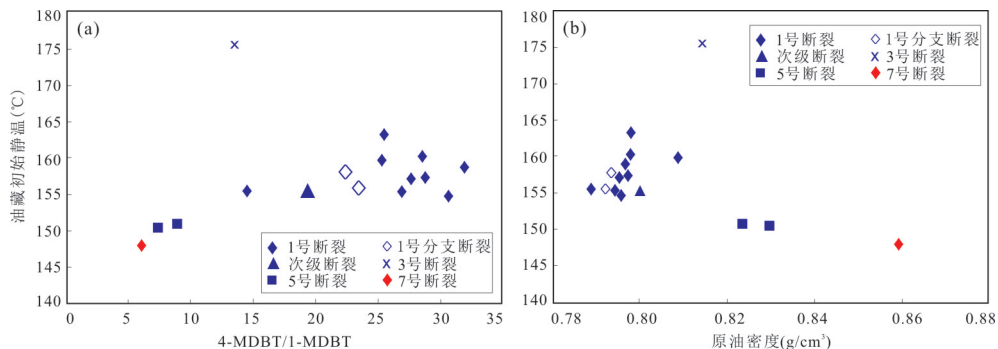 (a)
油藏初始静温(℃)
180
175
170
165
160
155
150
145
140
0 5 10 15 20 25 30 35
4-MDBT/1-MDBT
1号断裂 1号分支断裂
次级断裂 3号断裂
5号断裂 7号断裂
(b)
180
175
170
165
160
155
150
145
140
0.78 0.80 0.82 0.84 0.86 0.88
原油密度(g/cm³)
1号断裂 1号分支断裂
次级断裂 3号断裂
5号断裂 7号断裂